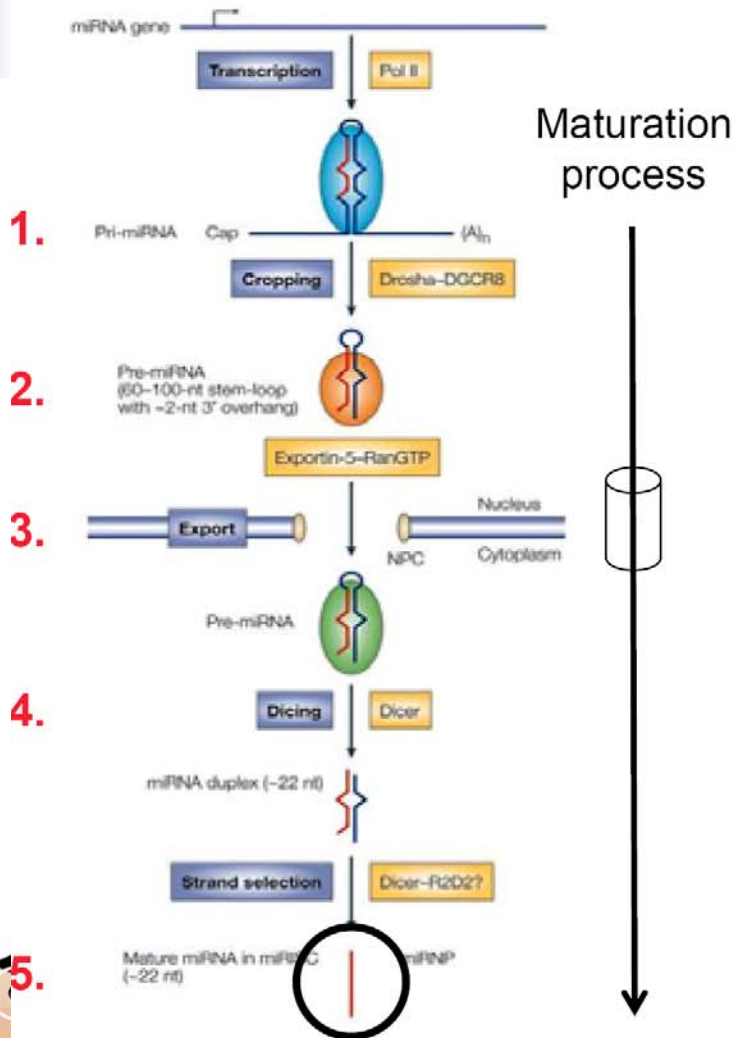 miRNA gene
Transcription Pol II
Maturation
process
1. Pri-miRNA Cap (A)n
Cropping Drosha–DGCR8
2. Pre-miRNA
(60–100-nt stem-loop
with ~2-nt 3' overhang)
Exportin-5–RanGTP
3. Export
Nucleus
NPC Cytoplasm
Pre-miRNA
4. Dicing Dicer
miRNA duplex (~22 nt)
Strand selection Dicer–R2D2?
5. Mature miRNA in
(~22 nt)